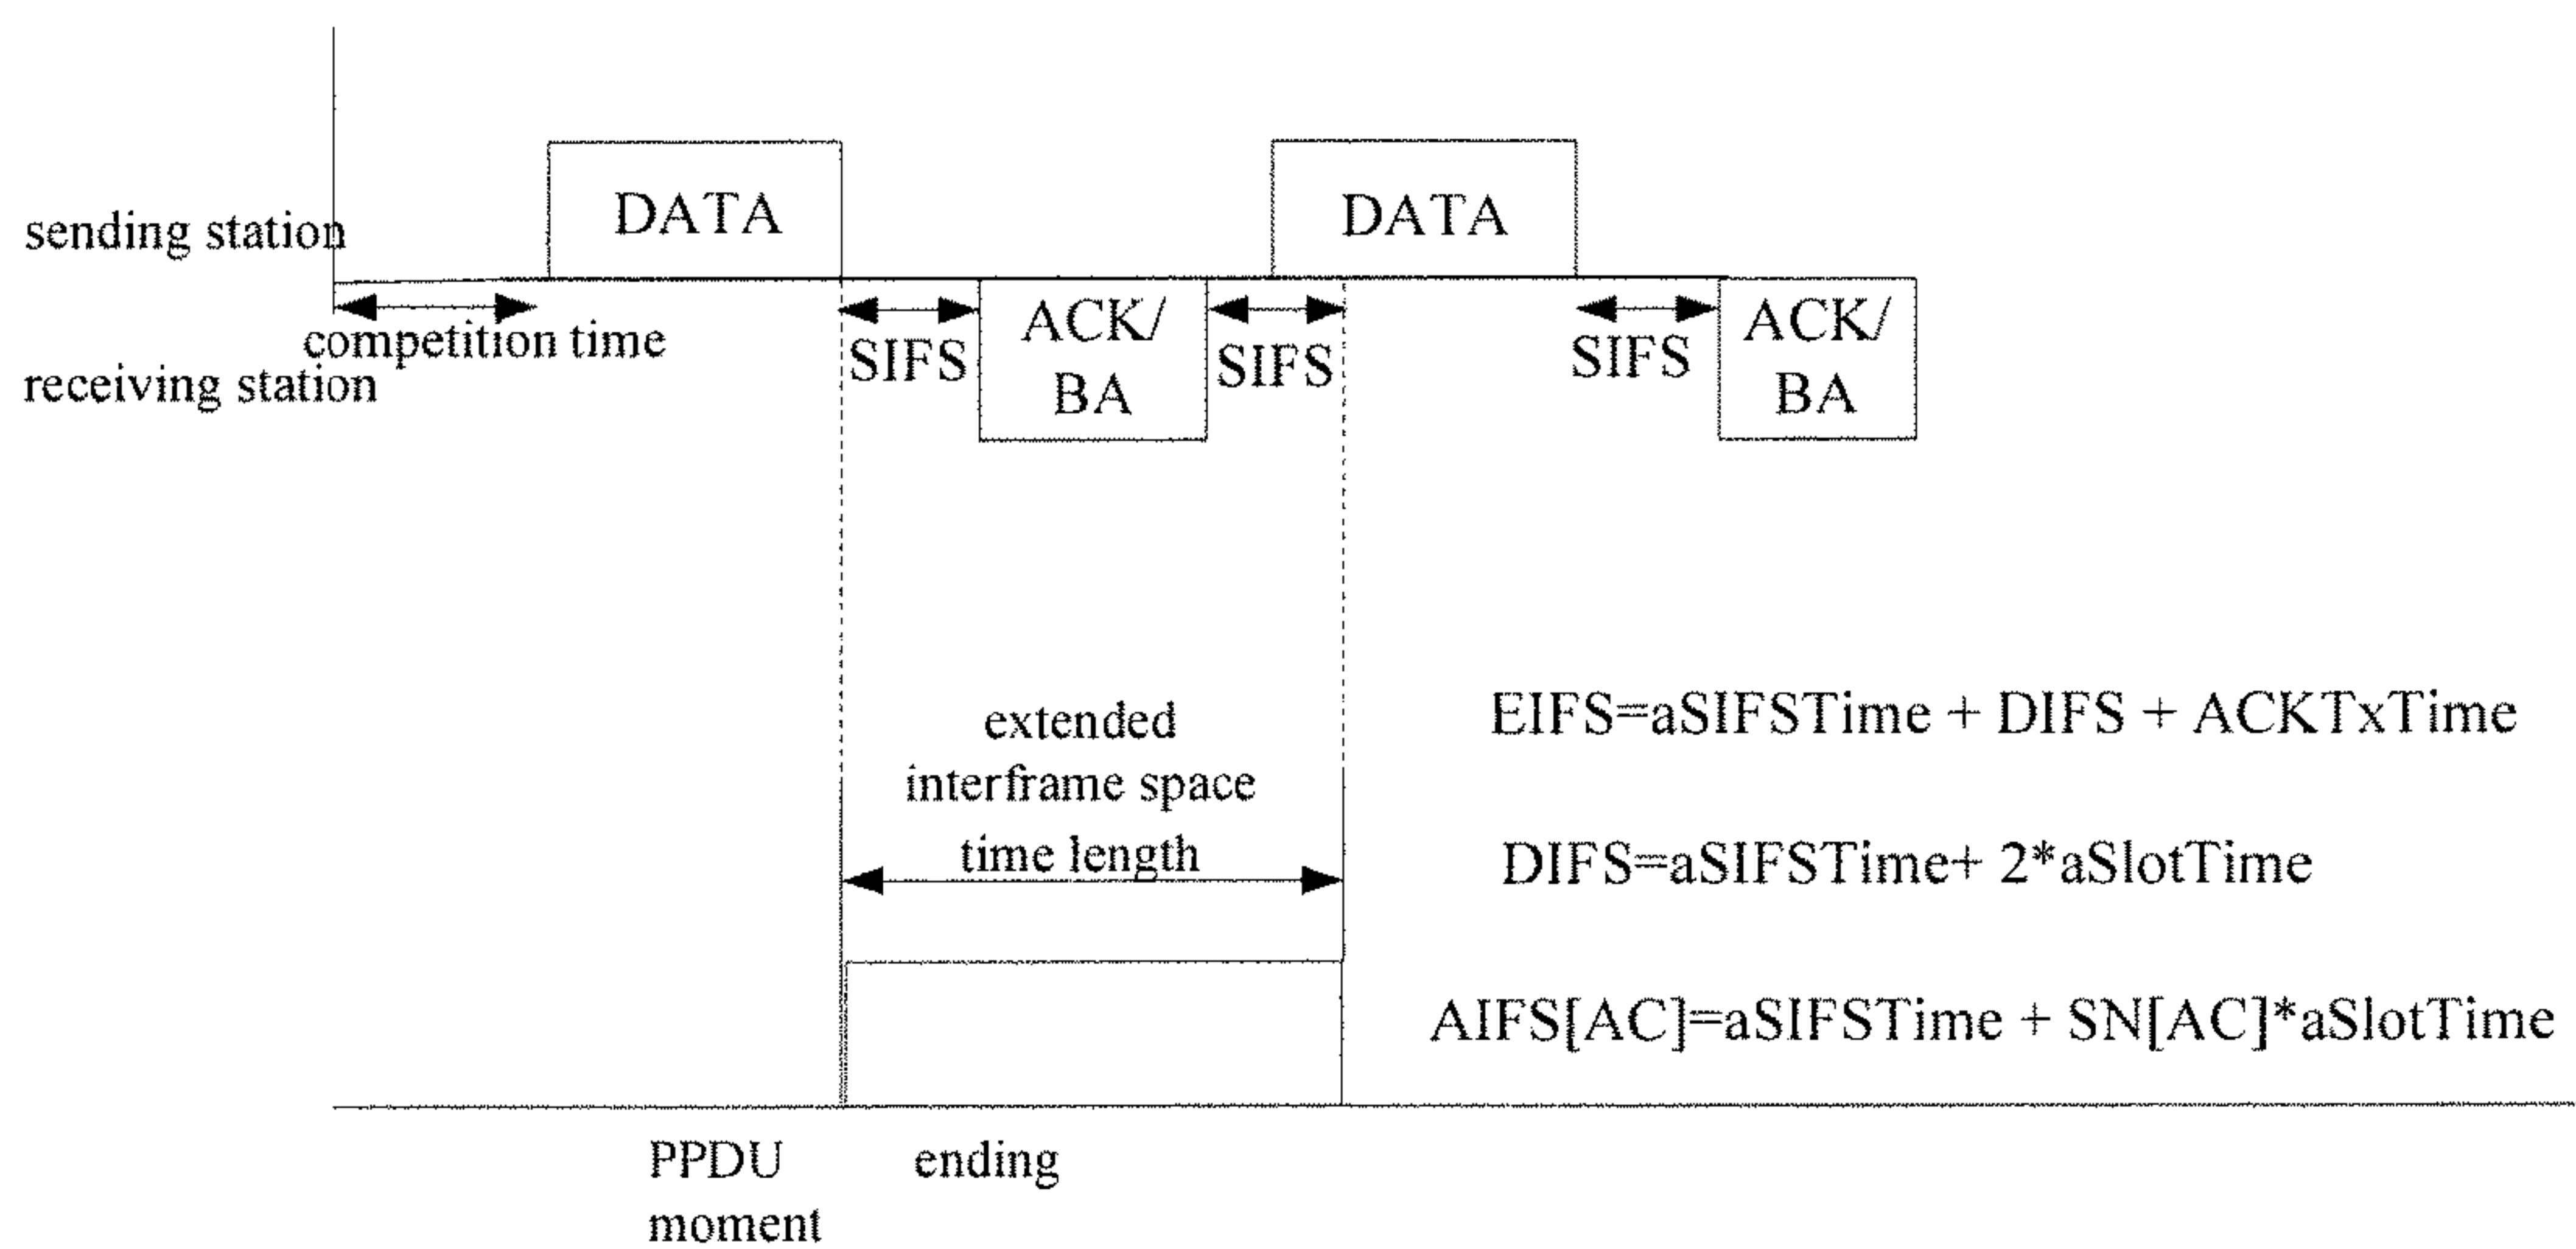 DATA
DATA
sending station
competition time
receiving station
SIFS
ACK/
BA
SIFS
SIFS
ACK/
BA
extended
interframe space
time length
EIFS=aSIFSTime + DIFS + ACKTxTime
DIFS=aSIFSTime+ 2*aSlotTime
AIFS[AC]=aSIFSTime + SN[AC]*aSlotTime
PPDU ending
moment